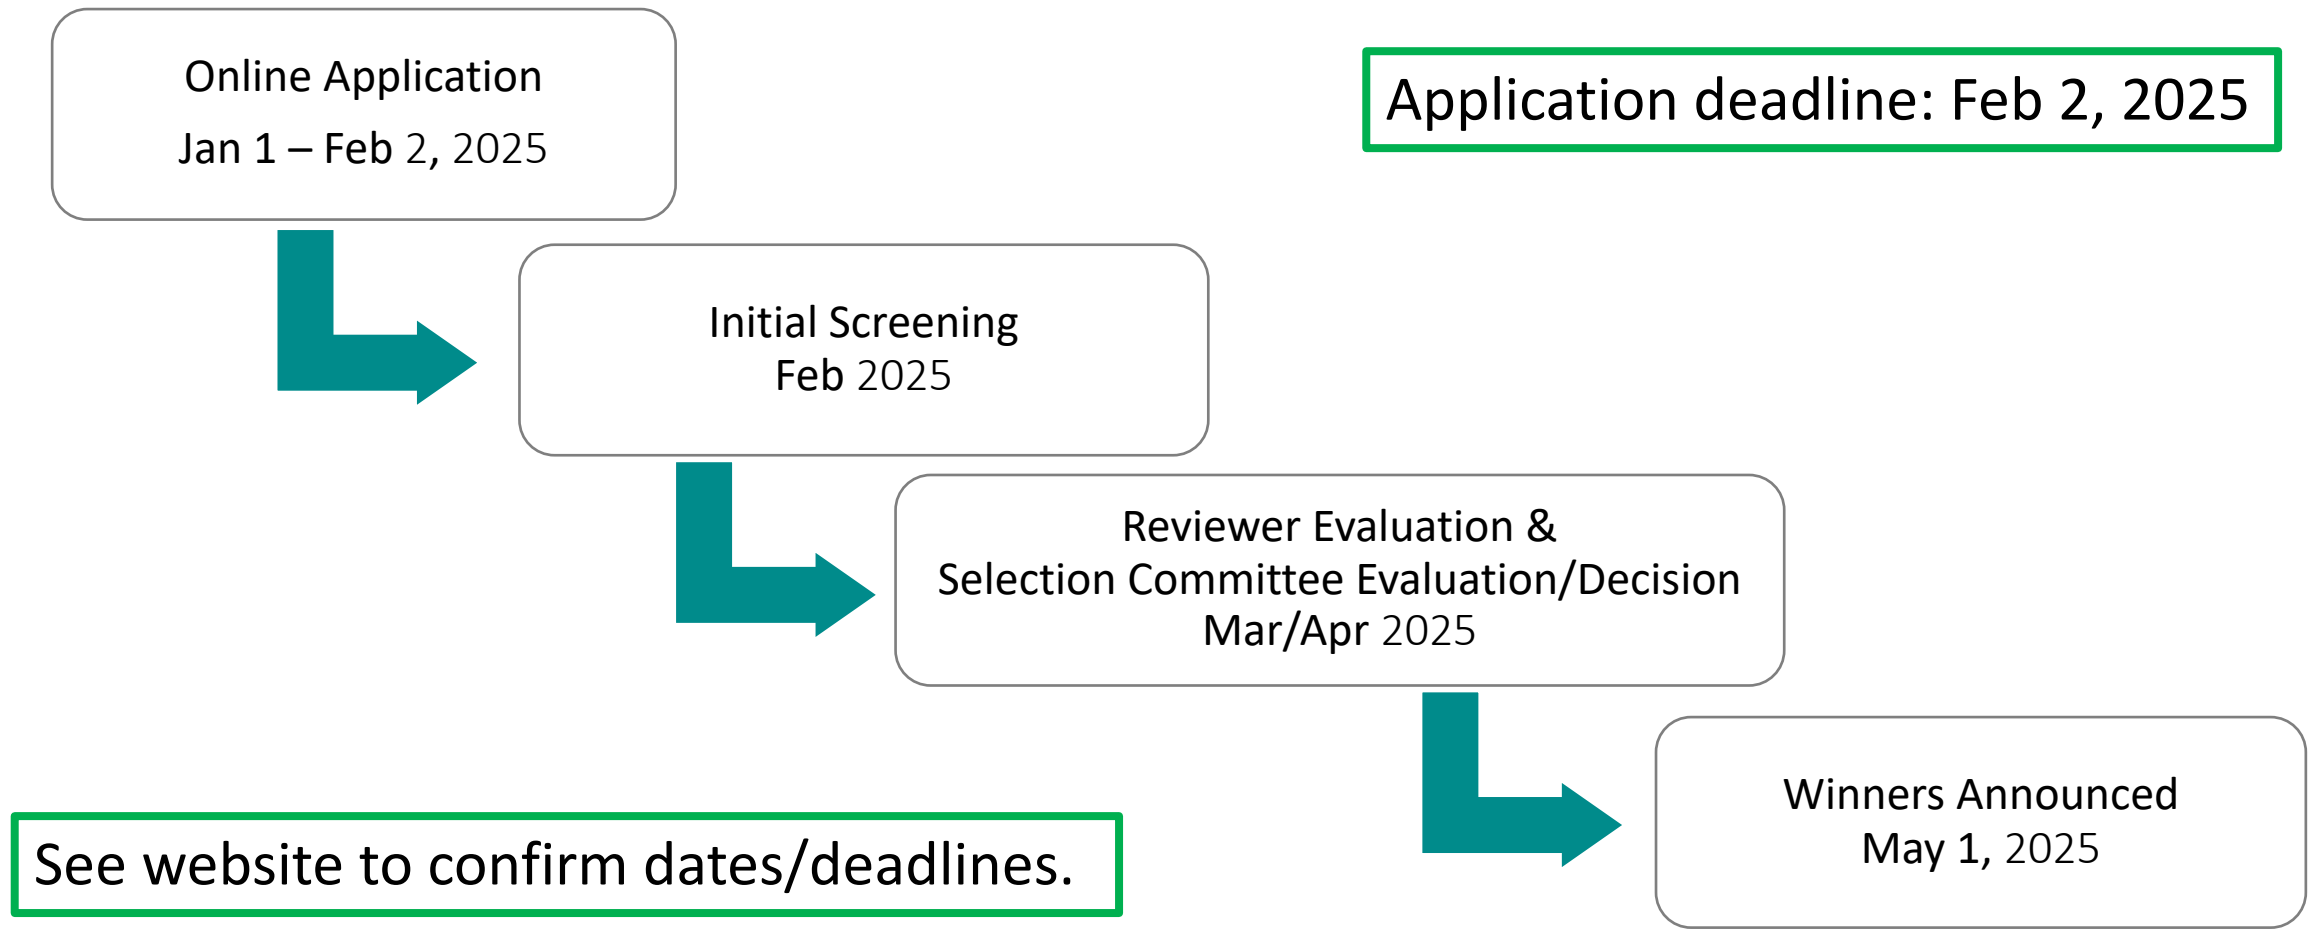 Online Application
Jan 1 – Feb 2, 2025
Application deadline: Feb 2, 2025
Initial Screening
Feb 2025
Reviewer Evaluation &
Selection Committee Evaluation/Decision
Mar/Apr 2025
Winners Announced
May 1, 2025
See website to confirm dates/deadlines.